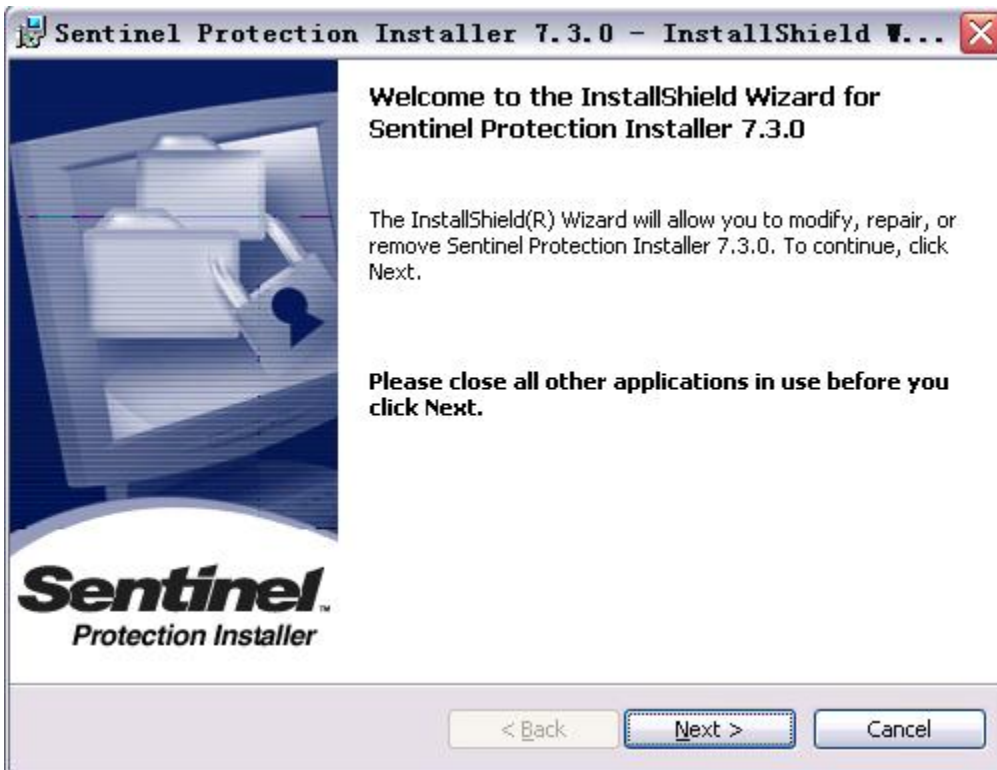 Sentinel Protection Installer 7.3.0 - InstallShield W...
Welcome to the InstallShield Wizard for
Sentinel Protection Installer 7.3.0
The InstallShield(R) Wizard will allow you to modify, repair, or
remove Sentinel Protection Installer 7.3.0. To continue, click
Next.
Please close all other applications in use before you
click Next.
Sentinel™
Protection Installer
< Back
Next >
Cancel